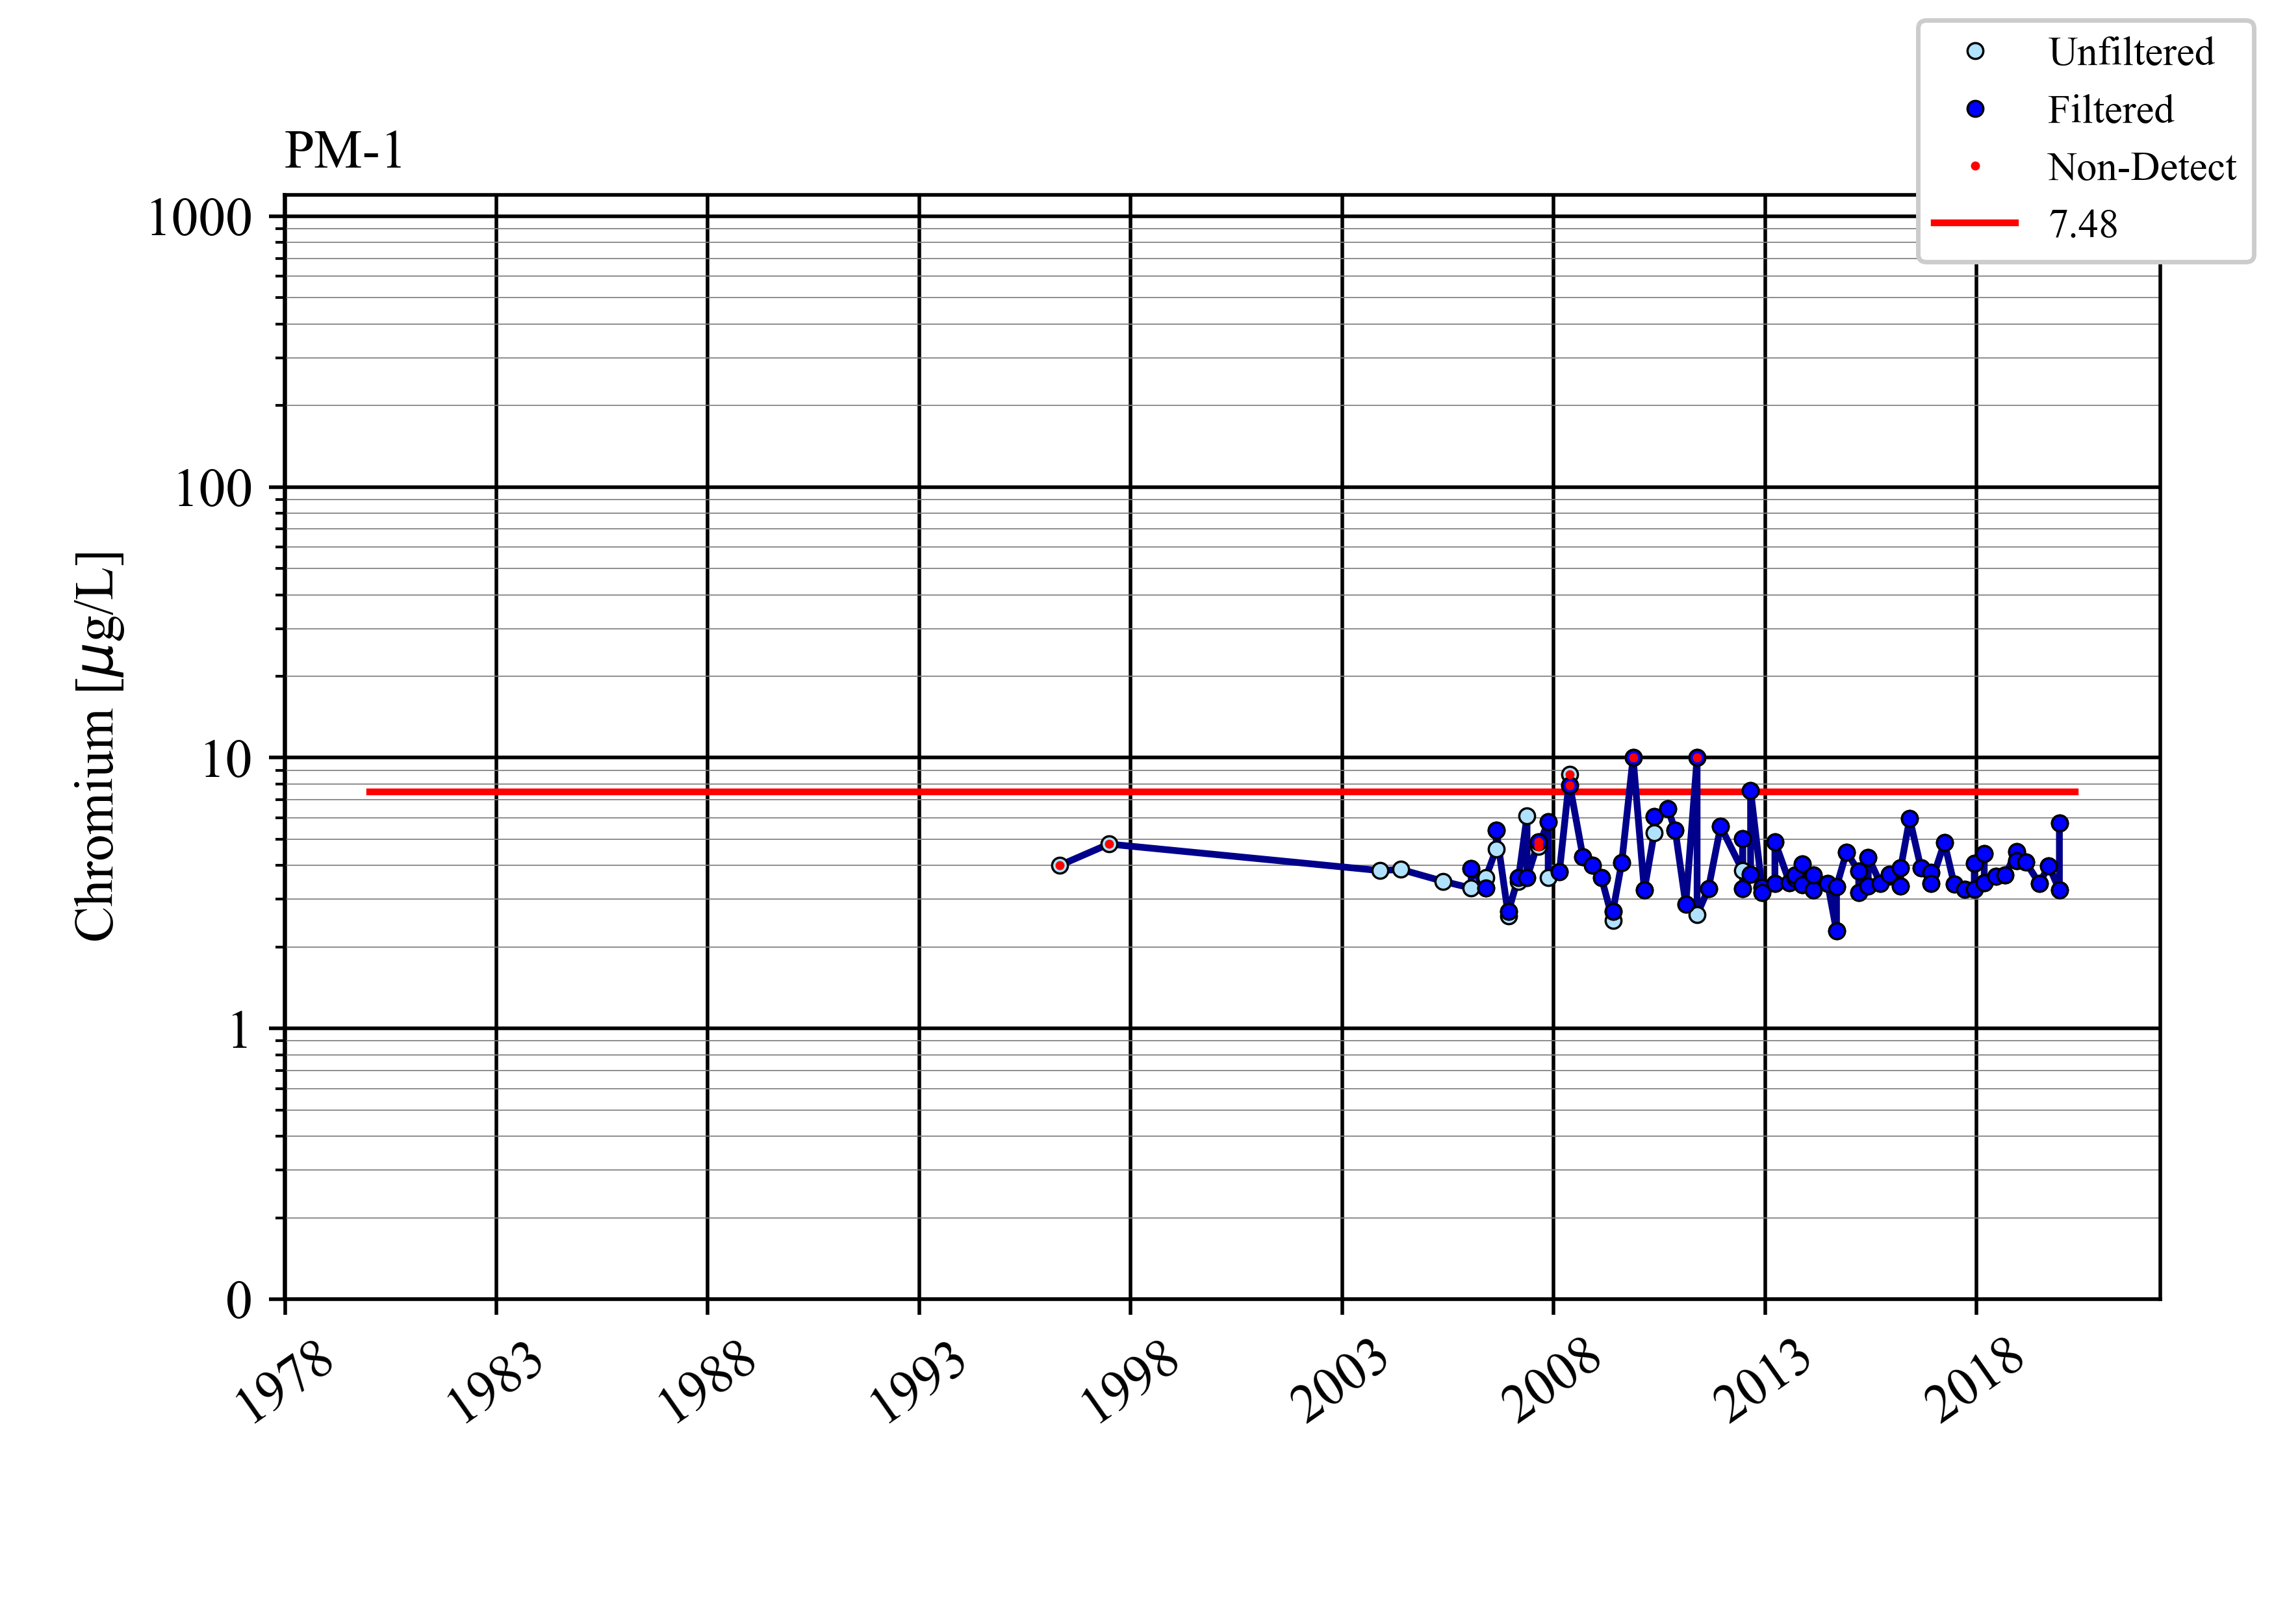 Unfiltered
Filtered
Non-Detect
7.48
PM-1
1000
100
10
1
0
Chromium [μg/L]
1978 1983 1988 1993 1998 2003 2008 2013 2018